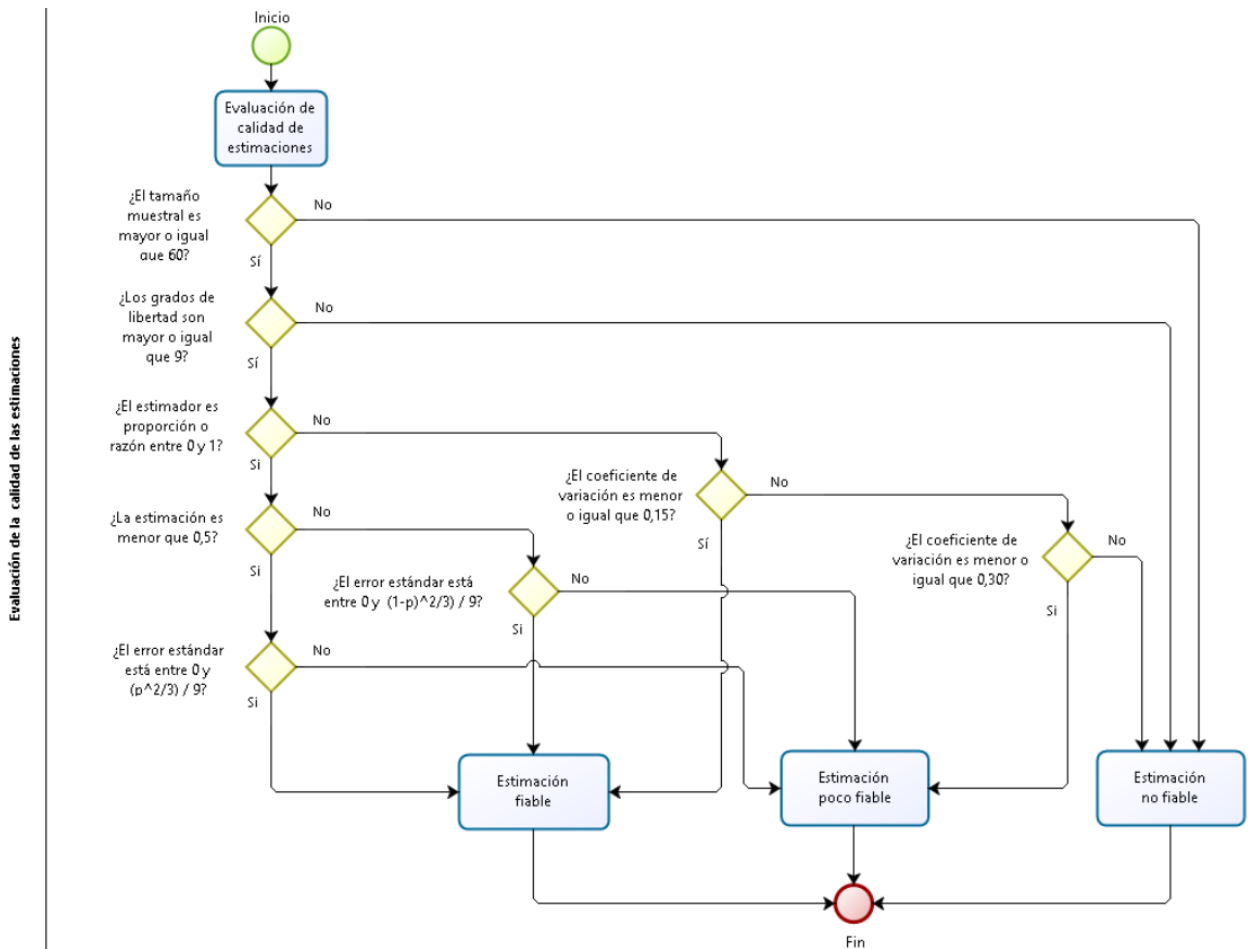 Evaluación de la calidad de las estimaciones
Inicio
Evaluación de
calidad de
estimaciones
¿El tamaño
muestral es
mayor o igual
que 60?
No
Sí
¿Los grados de
libertad son
mayor o igual
que 9?
No
Sí
¿El estimador es
proporción o
razón entre 0 y 1?
No
Si
¿El coeficiente de
variación es menor
o igual que 0,15?
No
Sí
¿La estimación es
menor que 0,5?
No
Si
¿El coeficiente de
variación es menor o
igual que 0,30?
No
Si
¿El error estándar está
entre 0 y (1-p)^2/3) / 9?
No
Si
¿El error estándar
está entre 0 y
(p^2/3) / 9?
No
Si
Estimación
fiable
Estimación
poco fiable
Estimación
no fiable
Fin